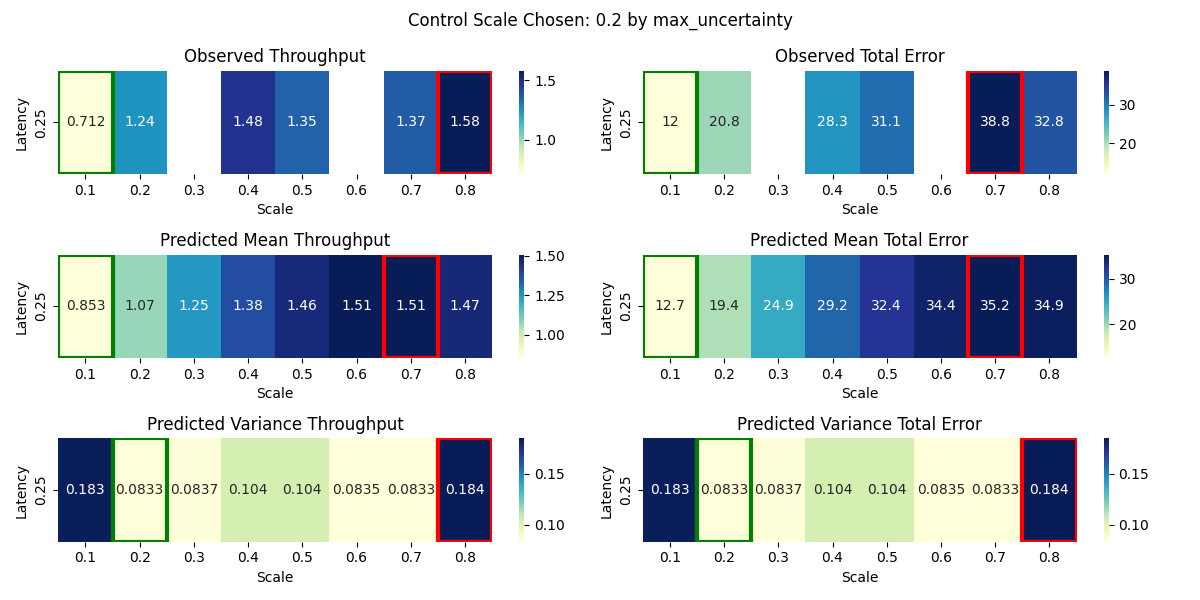 Control Scale Chosen: 0.2 by max_uncertainty
Observed Throughput
Latency
0.25
0.712 1.24 1.48 1.35 1.37 1.58
0.1 0.2 0.3 0.4 0.5 0.6 0.7 0.8
Scale
1.5
1.0
Observed Total Error
Latency
0.25
12 20.8 28.3 31.1 38.8 32.8
0.1 0.2 0.3 0.4 0.5 0.6 0.7 0.8
Scale
30
20
Predicted Mean Throughput
Latency
0.25
0.853 1.07 1.25 1.38 1.46 1.51 1.51 1.47
0.1 0.2 0.3 0.4 0.5 0.6 0.7 0.8
Scale
1.50
1.25
1.00
Predicted Mean Total Error
Latency
0.25
12.7 19.4 24.9 29.2 32.4 34.4 35.2 34.9
0.1 0.2 0.3 0.4 0.5 0.6 0.7 0.8
Scale
30
20
Predicted Variance Throughput
Latency
0.25
0.183 0.0833 0.0837 0.104 0.104 0.0835 0.0833 0.184
0.1 0.2 0.3 0.4 0.5 0.6 0.7 0.8
Scale
0.15
0.10
Predicted Variance Total Error
Latency
0.25
0.183 0.0833 0.0837 0.104 0.104 0.0835 0.0833 0.184
0.1 0.2 0.3 0.4 0.5 0.6 0.7 0.8
Scale
0.15
0.10